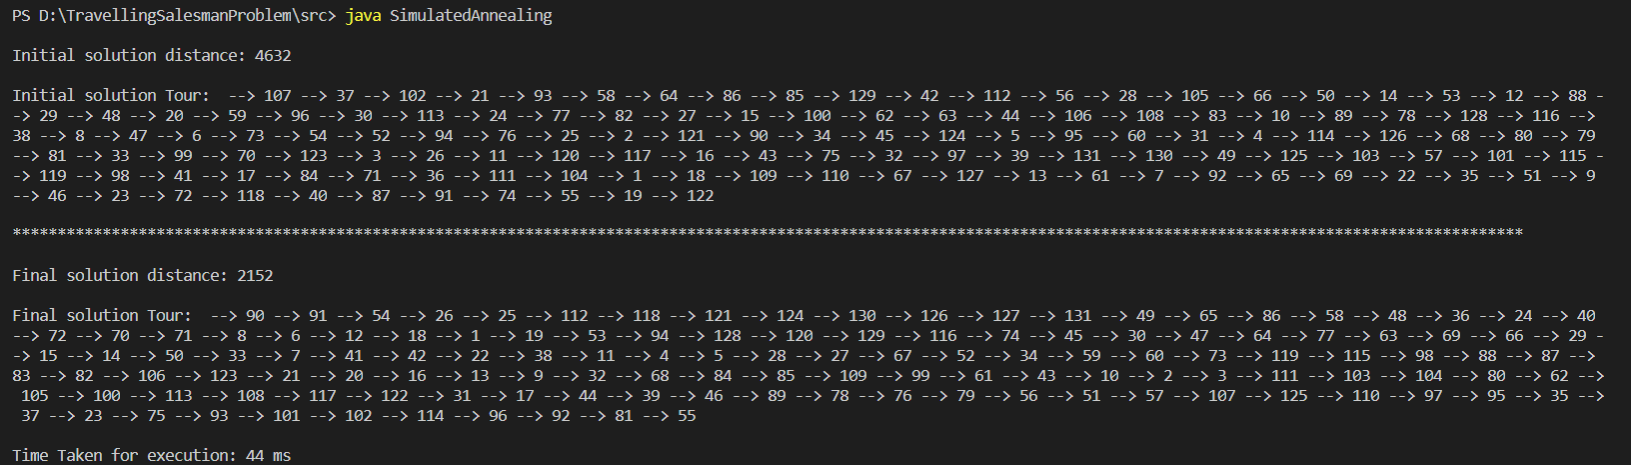 PS D:\TravellingSalesmanProblem\src> java SimulatedAnnealing
Initial solution distance: 4632
Initial solution Tour:  --> 107 --> 37 --> 102 --> 21 --> 93 --> 58 --> 64 --> 86 --> 85 --> 129 --> 42 --> 112 --> 56 --> 28 --> 105 --> 66 --> 50 --> 14 --> 53 --> 12 --> 88 -
-> 29 --> 48 --> 20 --> 59 --> 96 --> 30 --> 113 --> 24 --> 77 --> 82 --> 27 --> 15 --> 100 --> 62 --> 63 --> 44 --> 106 --> 108 --> 83 --> 10 --> 89 --> 78 --> 128 --> 116 -->
38 --> 8 --> 47 --> 6 --> 73 --> 54 --> 52 --> 94 --> 76 --> 25 --> 2 --> 121 --> 90 --> 34 --> 45 --> 124 --> 5 --> 95 --> 60 --> 31 --> 4 --> 114 --> 126 --> 68 --> 80 --> 79
--> 81 --> 33 --> 99 --> 70 --> 123 --> 3 --> 26 --> 11 --> 120 --> 117 --> 16 --> 43 --> 75 --> 32 --> 97 --> 39 --> 131 --> 130 --> 49 --> 125 --> 103 --> 57 --> 101 --> 115 -
-> 119 --> 98 --> 41 --> 17 --> 84 --> 71 --> 36 --> 111 --> 104 --> 1 --> 18 --> 109 --> 110 --> 67 --> 127 --> 13 --> 61 --> 7 --> 92 --> 65 --> 69 --> 22 --> 35 --> 51 --> 9
--> 46 --> 23 --> 72 --> 118 --> 40 --> 87 --> 91 --> 74 --> 55 --> 19 --> 122
************************************************************************************************************************************************************************
Final solution distance: 2152
Final solution Tour:  --> 90 --> 91 --> 54 --> 26 --> 25 --> 112 --> 118 --> 121 --> 124 --> 130 --> 126 --> 127 --> 131 --> 49 --> 65 --> 86 --> 58 --> 48 --> 36 --> 24 --> 40
--> 72 --> 70 --> 71 --> 8 --> 6 --> 12 --> 18 --> 1 --> 19 --> 53 --> 94 --> 128 --> 120 --> 129 --> 116 --> 74 --> 45 --> 30 --> 47 --> 64 --> 77 --> 63 --> 69 --> 66 --> 29 -
-> 15 --> 14 --> 50 --> 33 --> 7 --> 41 --> 42 --> 22 --> 38 --> 11 --> 4 --> 5 --> 28 --> 27 --> 67 --> 52 --> 34 --> 59 --> 60 --> 73 --> 119 --> 115 --> 98 --> 88 --> 87 -->
83 --> 82 --> 106 --> 123 --> 21 --> 20 --> 16 --> 13 --> 9 --> 32 --> 68 --> 84 --> 85 --> 109 --> 99 --> 61 --> 43 --> 10 --> 2 --> 3 --> 111 --> 103 --> 104 --> 80 --> 62 -->
105 --> 100 --> 113 --> 108 --> 117 --> 122 --> 31 --> 17 --> 44 --> 39 --> 46 --> 89 --> 78 --> 76 --> 79 --> 56 --> 51 --> 57 --> 107 --> 125 --> 110 --> 97 --> 95 --> 35 -->
37 --> 23 --> 75 --> 93 --> 101 --> 102 --> 114 --> 96 --> 92 --> 81 --> 55
Time Taken for execution: 44 ms